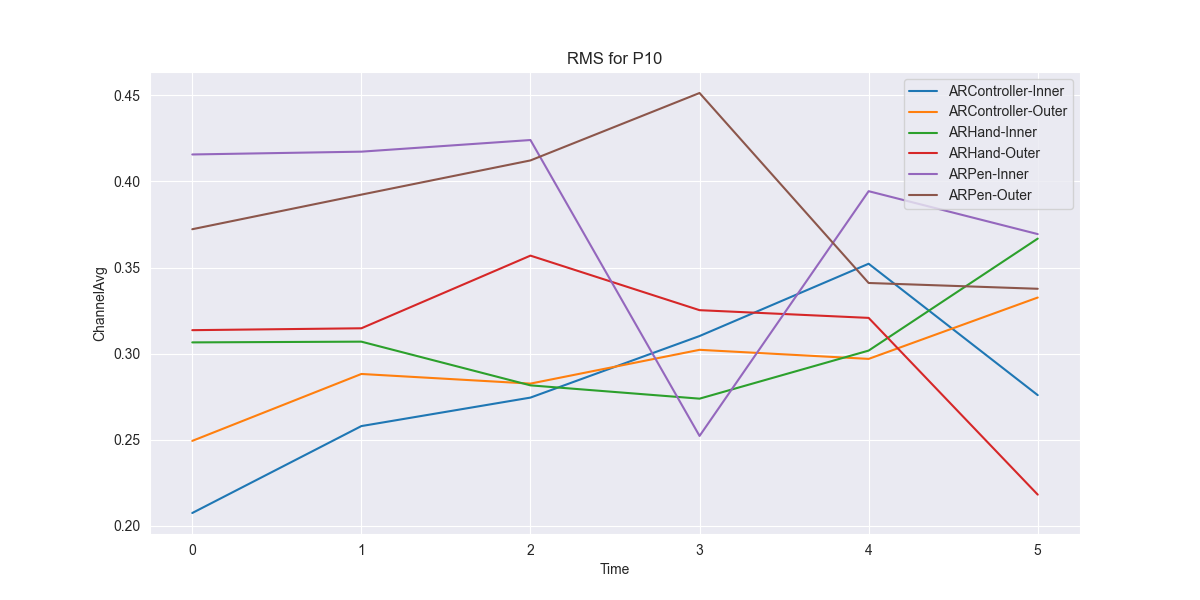 RMS for P10
ARController-Inner
ARController-Outer
ARHand-Inner
ARHand-Outer
ARPen-Inner
ARPen-Outer
ChannelAvg
0.45
0.40
0.35
0.30
0.25
0.20
0 1 2 3 4 5
Time